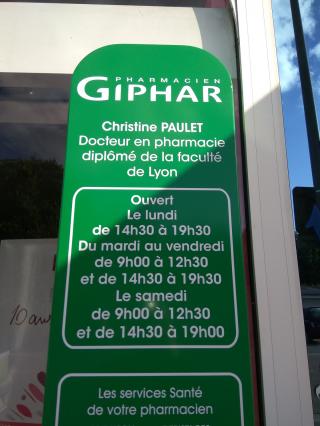 PHARMACIEN
GIPHAR
Christine PAULET
Docteur en pharmacie
diplômé de la faculté
de Lyon
Ouvert
Le lundi
de 14h30 à 19h30
Du mardi au vendredi
de 9h00 à 12h30
et de 14h30 à 19h30
Le samedi
de 9h00 à 12h30
et de 14h30 à 19h00
Les services Santé
de votre pharmacien
10 ans